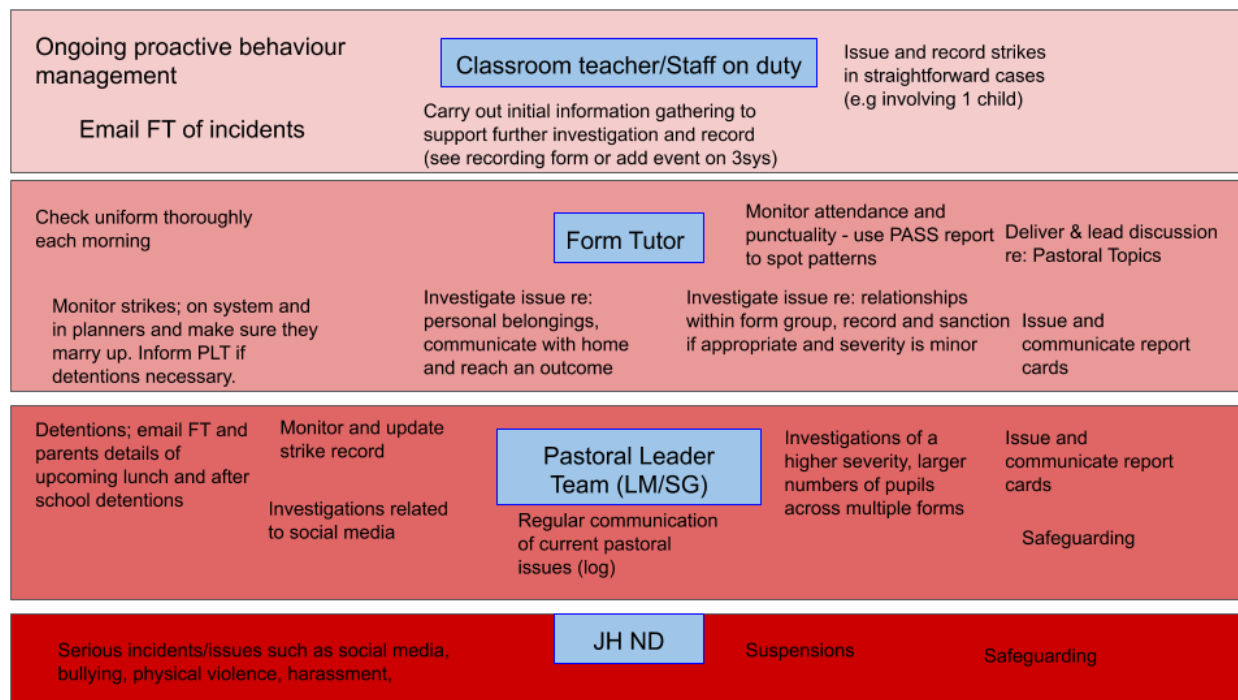 Ongoing proactive behaviour
management
Email FT of incidents
Classroom teacher/Staff on duty
Carry out initial information gathering to
support further investigation and record
(see recording form or add event on 3sys)
Issue and record strikes
in straightforward cases
(e.g involving 1 child)
Check uniform thoroughly
each morning
Form Tutor
Monitor attendance and
punctuality - use PASS report
to spot patterns
Deliver & lead discussion
re: Pastoral Topics
Monitor strikes; on system and
in planners and make sure they
marry up. Inform PLT if
detentions necessary.
Investigate issue re:
personal belongings,
communicate with home
and reach an outcome
Investigate issue re: relationships
within form group, record and sanction
if appropriate and severity is minor
Issue and
communicate report
cards
Detentions; email FT and
parents details of
upcoming lunch and after
school detentions
Monitor and update
strike record
Investigations related
to social media
Pastoral Leader
Team (LM/SG)
Regular communication
of current pastoral
issues (log)
Investigations of a
higher severity, larger
numbers of pupils
across multiple forms
Issue and
communicate report
cards
Safeguarding
JH ND
Serious incidents/issues such as social media,
bullying, physical violence, harassment,
Suspensions
Safeguarding